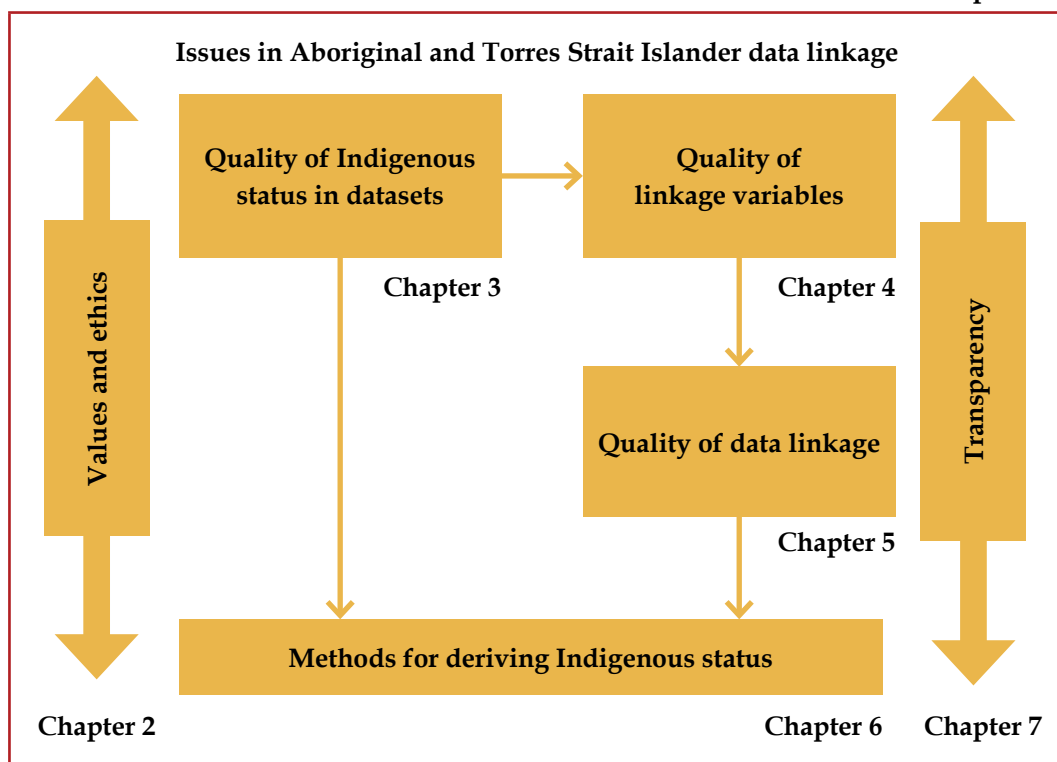 Issues in Aboriginal and Torres Strait Islander data linkage
Quality of Indigenous
status in datasets
Quality of
linkage variables
Chapter 3
Chapter 4
Values and ethics
Transparency
Quality of data linkage
Chapter 5
Methods for deriving Indigenous status
Chapter 2
Chapter 6
Chapter 7